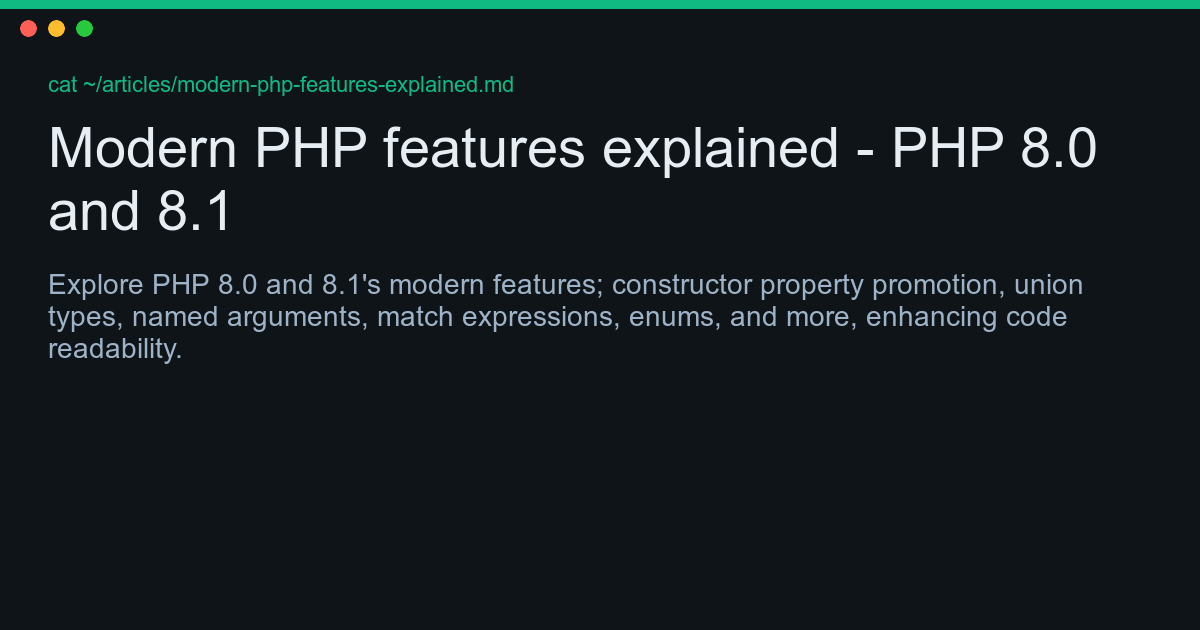 cat ~/articles/modern-php-features-explained.md
Modern PHP features explained - PHP 8.0
and 8.1
Explore PHP 8.0 and 8.1's modern features; constructor property promotion, union
types, named arguments, match expressions, enums, and more, enhancing code
readability.